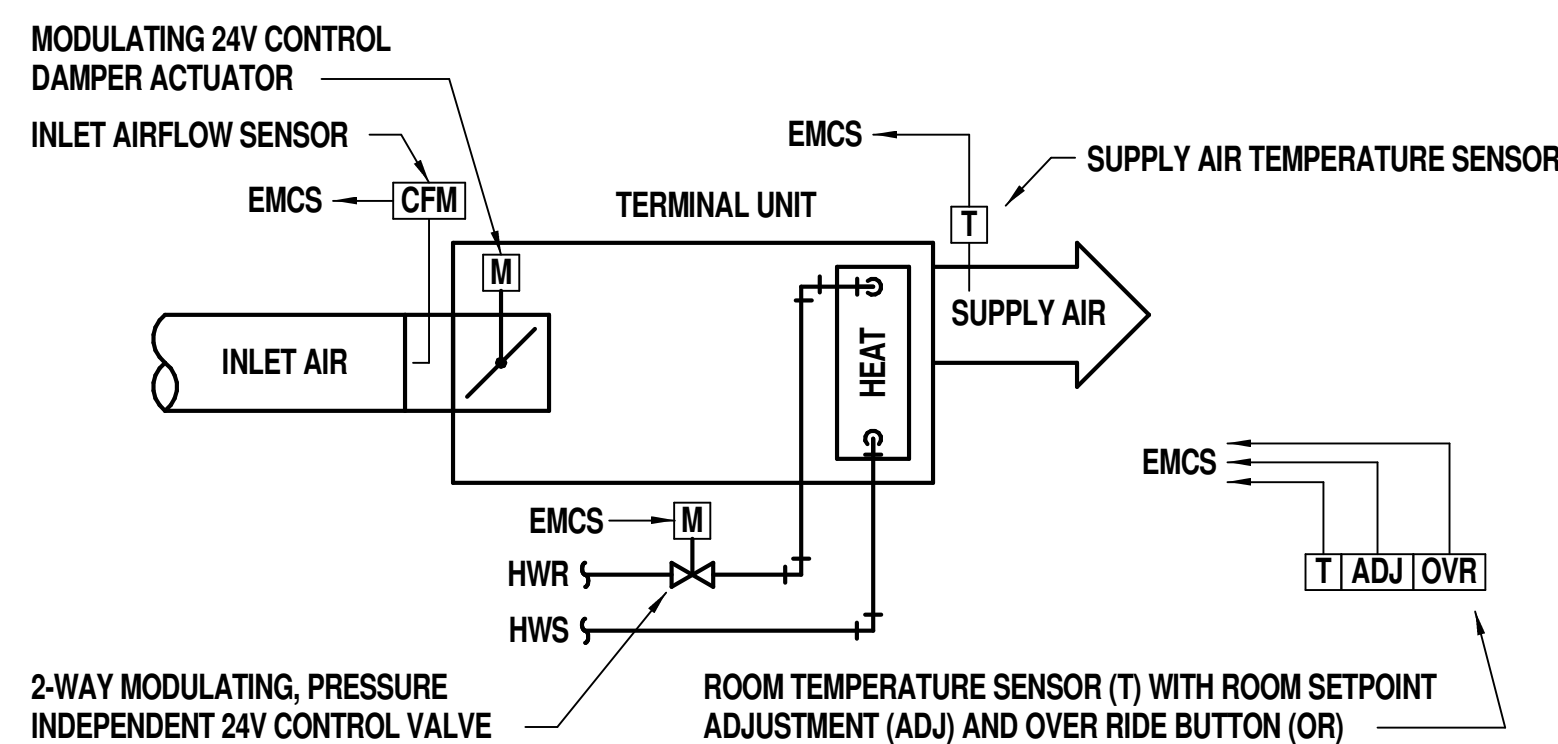 MODULATING 24V CONTROL
DAMPER ACTUATOR
INLET AIRFLOW SENSOR
EMCS
CFM
EMCS
SUPPLY AIR TEMPERATURE SENSOR
TERMINAL UNIT
T
M
SUPPLY AIR
INLET AIR
HEAT
EMCS
EMCS
M
HWR
T ADJ OVR
HWS
2-WAY MODULATING, PRESSURE
INDEPENDENT 24V CONTROL VALVE
ROOM TEMPERATURE SENSOR (T) WITH ROOM SETPOINT
ADJUSTMENT (ADJ) AND OVER RIDE BUTTON (OR)